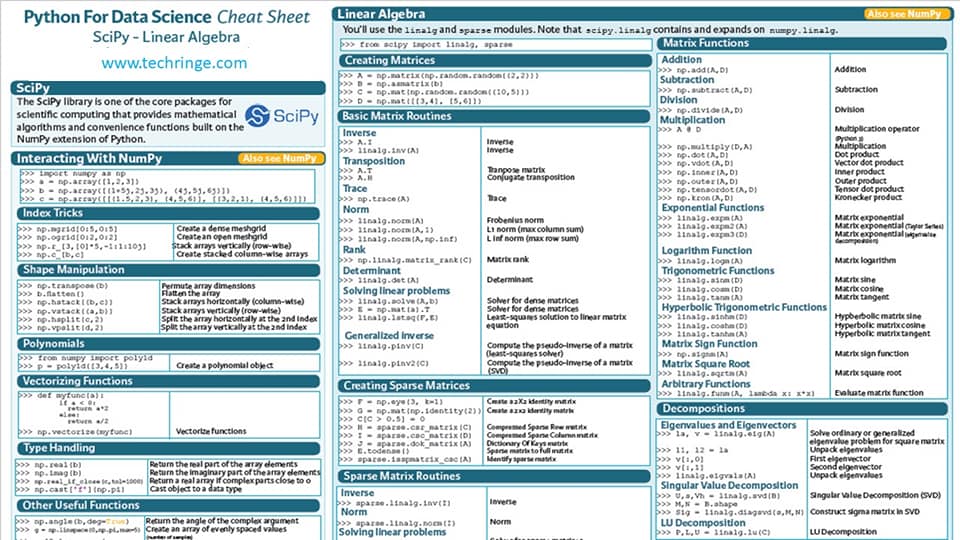 Python For Data Science Cheat Sheet
SciPy - Linear Algebra
www.techringe.com
SciPy
The SciPy library is one of the core packages for
scientific computing that provides mathematical
algorithms and convenience functions built on the
NumPy extension of Python.
SciPy
Interacting With NumPy
Also see NumPy
>>> import numpy as np
>>> a = np.array([1,2,3])
>>> b = np.array([(1+5j,2j,3j), (4j,5j,6j)])
>>> c = np.array([[(1.5,2,3), (4,5,6)], [(3,2,1), (4,5,6)]])
Index Tricks
>>> np.mgrid[0:5,0:5] Create a dense meshgrid
>>> np.ogrid[0:2,0:2] Create an open meshgrid
>>> np.r_[3,[0]*5,-1:1:10j] Stack arrays vertically (row-wise)
>>> np.c_[b,c] Create stacked column-wise arrays
Shape Manipulation
>>> np.transpose(b) Permute array dimensions
>>> b.flatten() Flatten the array
>>> np.hstack((b,c)) Stack arrays horizontally (column-wise)
>>> np.vstack((a,b)) Stack arrays vertically (row-wise)
>>> np.hsplit(c,2) Split the array horizontally at the 2nd index
>>> np.vsplit(d,2) Split the array vertically at the 2nd index
Polynomials
>>> from numpy import poly1d
>>> p = poly1d([3,4,5]) Create a polynomial object
Vectorizing Functions
>>> def myfunc(a):
if a < 0:
return a*2
else:
return a/2
>>> np.vectorize(myfunc) Vectorize functions
Type Handling
>>> np.real(b) Return the real part of the array elements
>>> np.imag(b) Return the imaginary part of the array elements
>>> np.real_if_close(c,tol=1000) Return a real array if complex parts close to 0
>>> np.cast['f'](np.pi) Cast object to a data type
Other Useful Functions
>>> np.angle(b,deg=True) Return the angle of the complex argument
>>> g = np.linspace(0,np.pi,num=5) Create an array of evenly spaced values
(number of samples)
Linear Algebra
Also see NumPy
You'll use the linalg and sparse modules. Note that scipy.linalg contains and expands on numpy.linalg.
>>> from scipy import linalg, sparse
Creating Matrices
>>> A = np.matrix(np.random.random((2,2)))
>>> B = np.asmatrix(b)
>>> C = np.mat(np.random.random((10,5)))
>>> D = np.mat([[3,4], [5,6]])
Basic Matrix Routines
Inverse
>>> A.I Inverse
>>> linalg.inv(A) Inverse
Transposition
>>> A.T Tranpose matrix
>>> A.H Conjugate transposition
Trace
>>> np.trace(A) Trace
Norm
>>> linalg.norm(A) Frobenius norm
>>> linalg.norm(A,1) L1 norm (max column sum)
>>> linalg.norm(A,np.inf) L inf norm (max row sum)
Rank
>>> np.linalg.matrix_rank(C) Matrix rank
Determinant
>>> linalg.det(A) Determinant
Solving linear problems
>>> linalg.solve(A,b) Solver for dense matrices
>>> E = np.mat(a).T Solver for dense matrices
>>> linalg.lstsq(F,E) Least-squares solution to linear matrix
equation
Generalized inverse
>>> linalg.pinv(C) Compute the pseudo-inverse of a matrix
(least-squares solver)
>>> linalg.pinv2(C) Compute the pseudo-inverse of a matrix
(SVD)
Creating Sparse Matrices
>>> F = np.eye(3, k=1) Create a 2X2 identity matrix
>>> G = np.mat(np.identity(2)) Create a 2x2 identity matrix
>>> C[C > 0.5] = 0
>>> H = sparse.csr_matrix(C) Compressed Sparse Row matrix
>>> I = sparse.csc_matrix(D) Compressed Sparse Column matrix
>>> J = sparse.dok_matrix(A) Dictionary Of Keys matrix
>>> E.todense() Sparse matrix to full matrix
>>> sparse.isspmatrix_csc(A) Identify sparse matrix
Sparse Matrix Routines
Inverse
>>> sparse.linalg.inv(I) Inverse
Norm
>>> sparse.linalg.norm(I) Norm
Solving linear problems
Matrix Functions
Addition
>>> np.add(A,D) Addition
Subtraction
>>> np.subtract(A,D) Subtraction
Division
>>> np.divide(A,D) Division
Multiplication
>>> A @ D Multiplication operator
(Python 3)
>>> np.multiply(D,A) Multiplication
>>> np.dot(A,D) Dot product
>>> np.vdot(A,D) Vector dot product
>>> np.inner(A,D) Inner product
>>> np.outer(A,D) Outer product
>>> np.tensordot(A,D) Tensor dot product
>>> np.kron(A,D) Kronecker product
Exponential Functions
>>> linalg.expm(A) Matrix exponential
>>> linalg.expm2(A) Matrix exponential (Taylor Series)
>>> linalg.expm3(D) Matrix exponential (eigenvalue
decomposition)
Logarithm Function
>>> linalg.logm(A) Matrix logarithm
Trigonometric Functions
>>> linalg.sinm(D) Matrix sine
>>> linalg.cosm(D) Matrix cosine
>>> linalg.tanm(A) Matrix tangent
Hyperbolic Trigonometric Functions
>>> linalg.sinhm(D) Hypberbolic matrix sine
>>> linalg.coshm(D) Hyperbolic matrix cosine
>>> linalg.tanhm(A) Hyperbolic matrix tangent
Matrix Sign Function
>>> np.signm(A) Matrix sign function
Matrix Square Root
>>> linalg.sqrtm(A) Matrix square root
Arbitrary Functions
>>> linalg.funm(A, lambda x: x*x) Evaluate matrix function
Decompositions
Eigenvalues and Eigenvectors
>>> la, v = linalg.eig(A) Solve ordinary or generalized
eigenvalue problem for square matrix
>>> l1, l2 = la Unpack eigenvalues
>>> v[:,0] First eigenvector
>>> v[:,1] Second eigenvector
>>> linalg.eigvals(A) Unpack eigenvalues
Singular Value Decomposition
>>> U,s,Vh = linalg.svd(B) Singular Value Decomposition (SVD)
>>> M,N = B.shape
>>> Sig = linalg.diagsvd(s,M,N) Construct sigma matrix in SVD
LU Decomposition
>>> P,L,U = linalg.lu(C) LU Decomposition